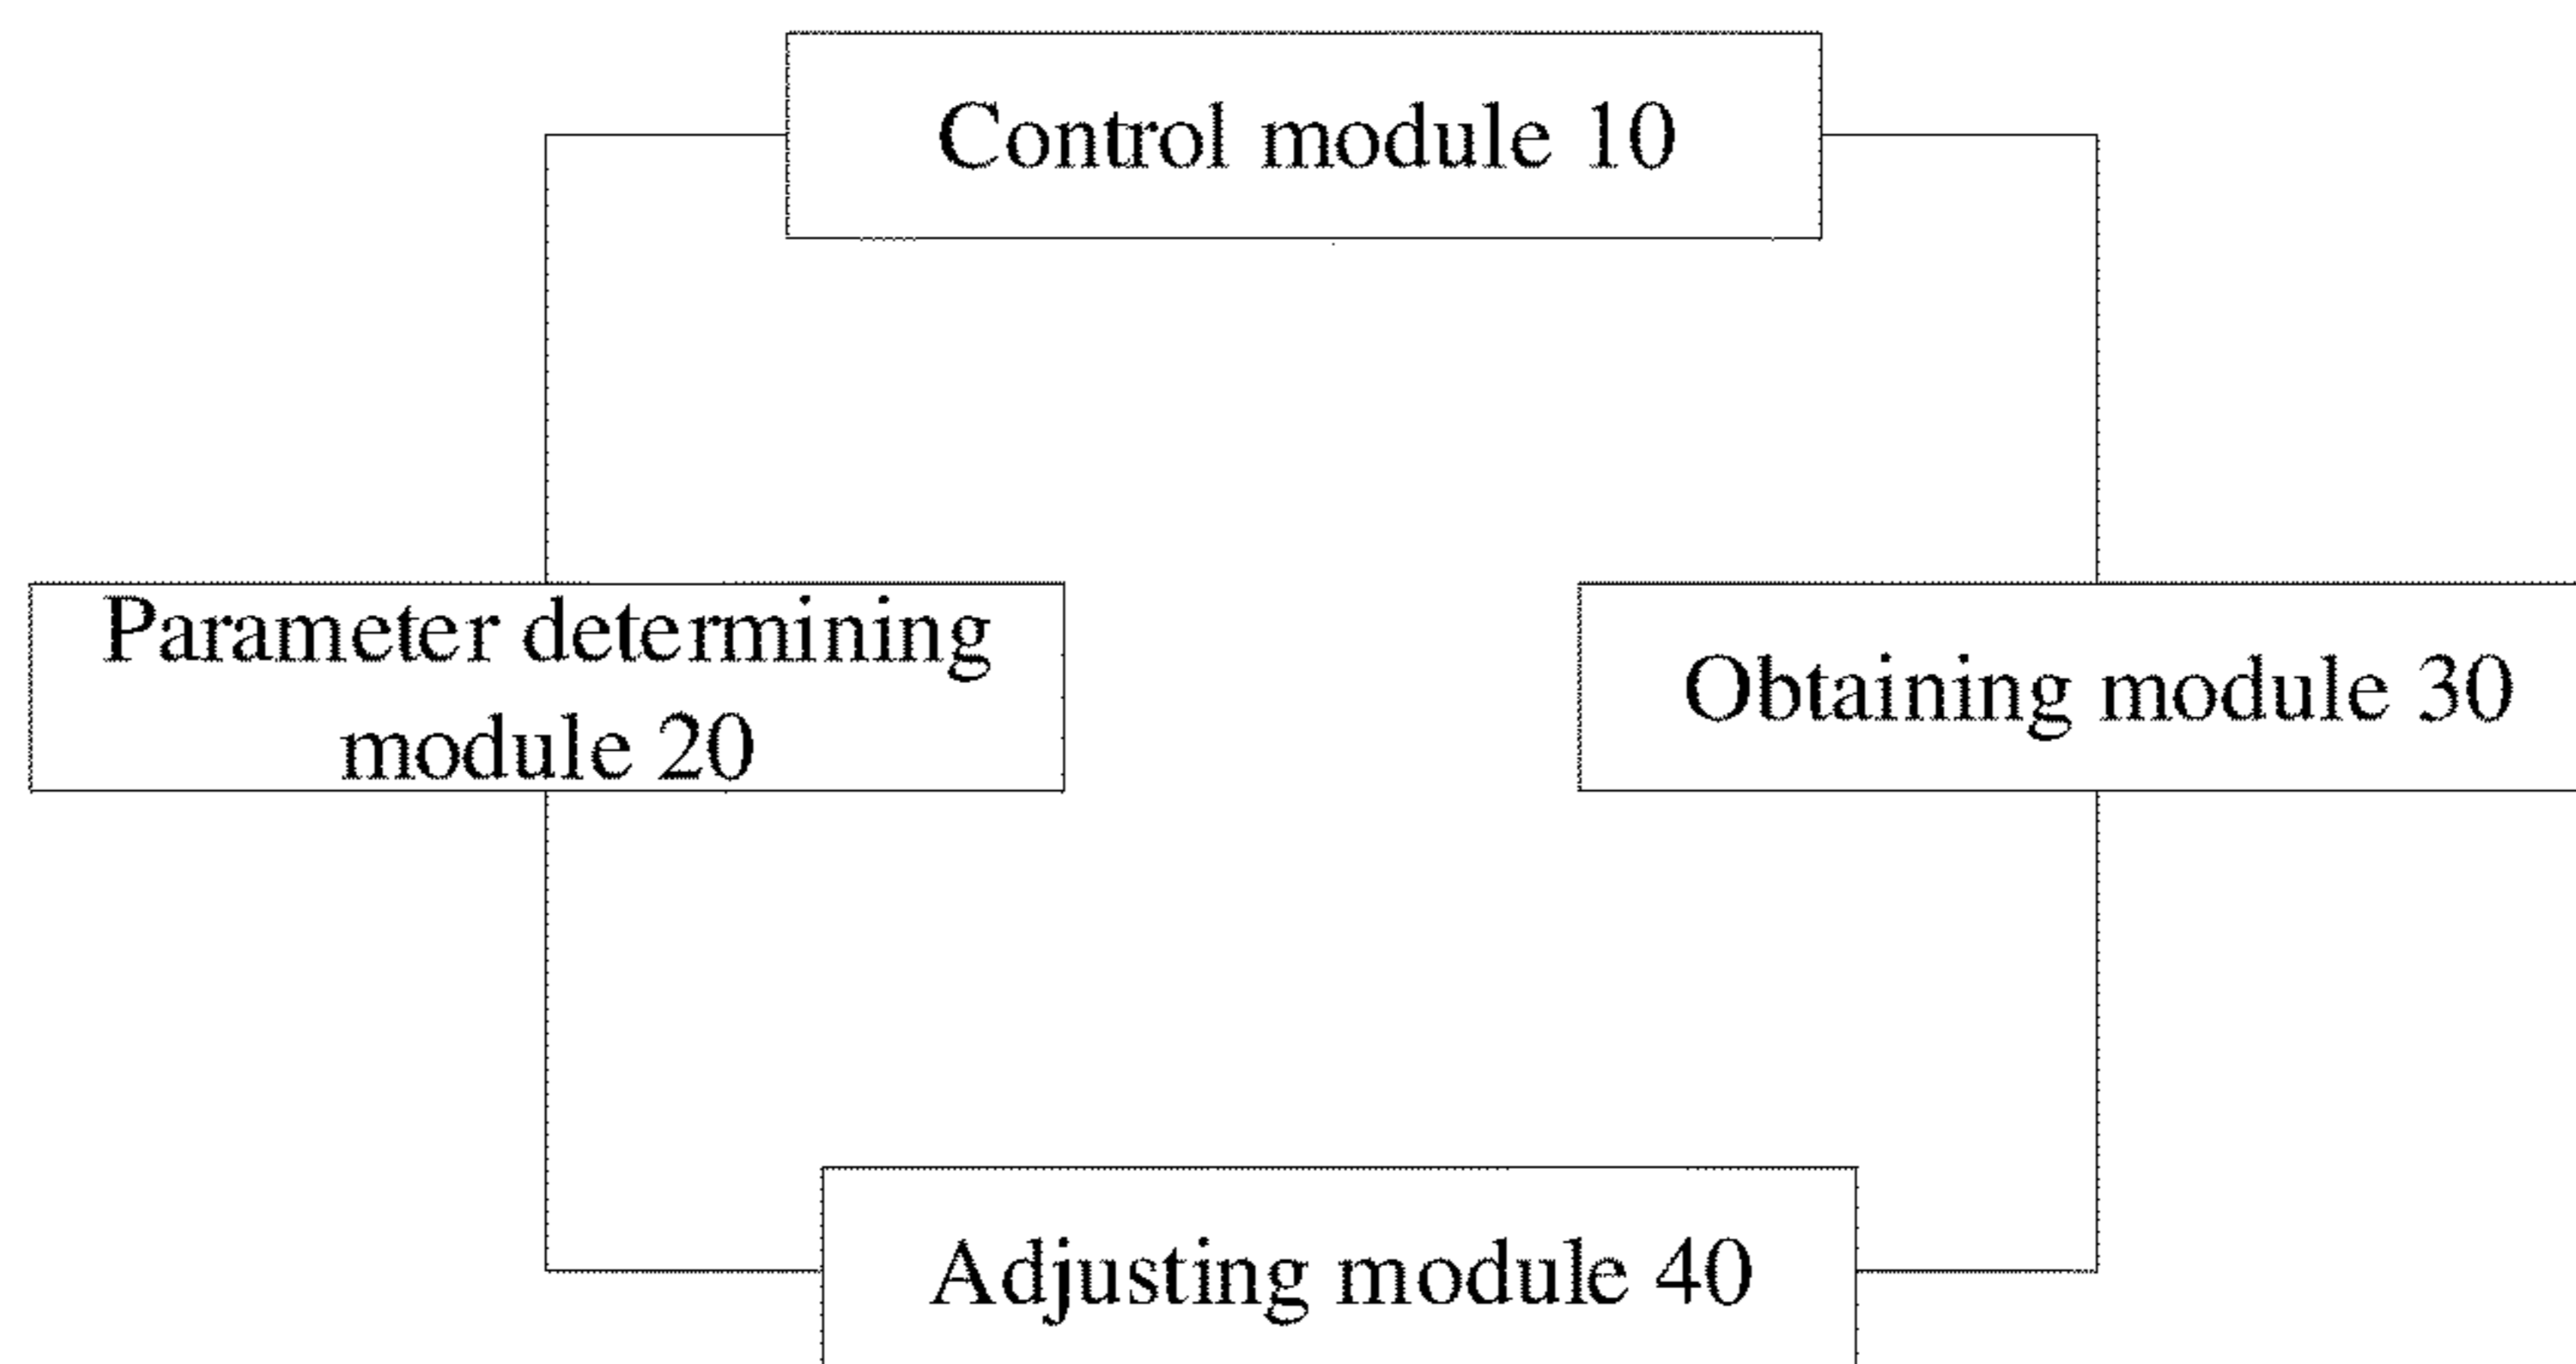 Control module 10
Parameter determining
module 20
Obtaining module 30
Adjusting module 40